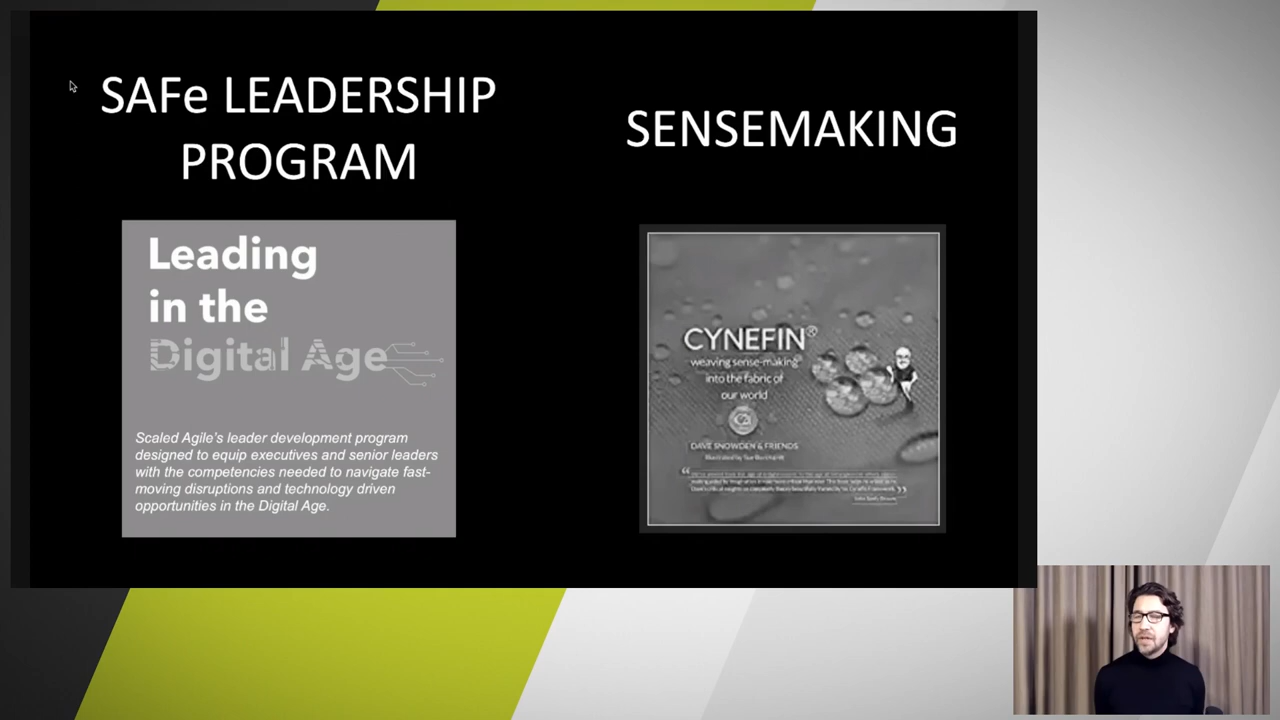 SAFe LEADERSHIP
PROGRAM
Leading
in the
Digital Age
Scaled Agile's leader development program
designed to equip executives and senior leaders
with the competencies needed to navigate fast-
moving disruptions and technology driven
opportunities in the Digital Age.
SENSEMAKING
CYNEFIN®
weaving sense-making
into the fabric of
our world
DAVE SNOWDEN & FRIENDS